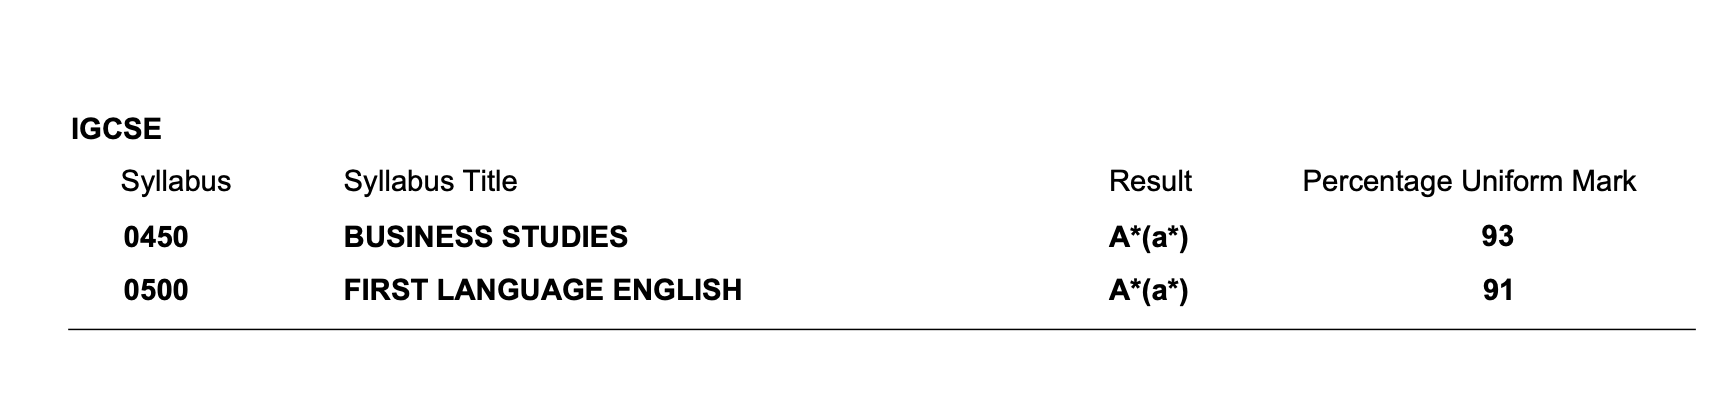 IGCSE
Syllabus Syllabus Title Result Percentage Uniform Mark
0450 BUSINESS STUDIES A*(a*) 93
0500 FIRST LANGUAGE ENGLISH A*(a*) 91